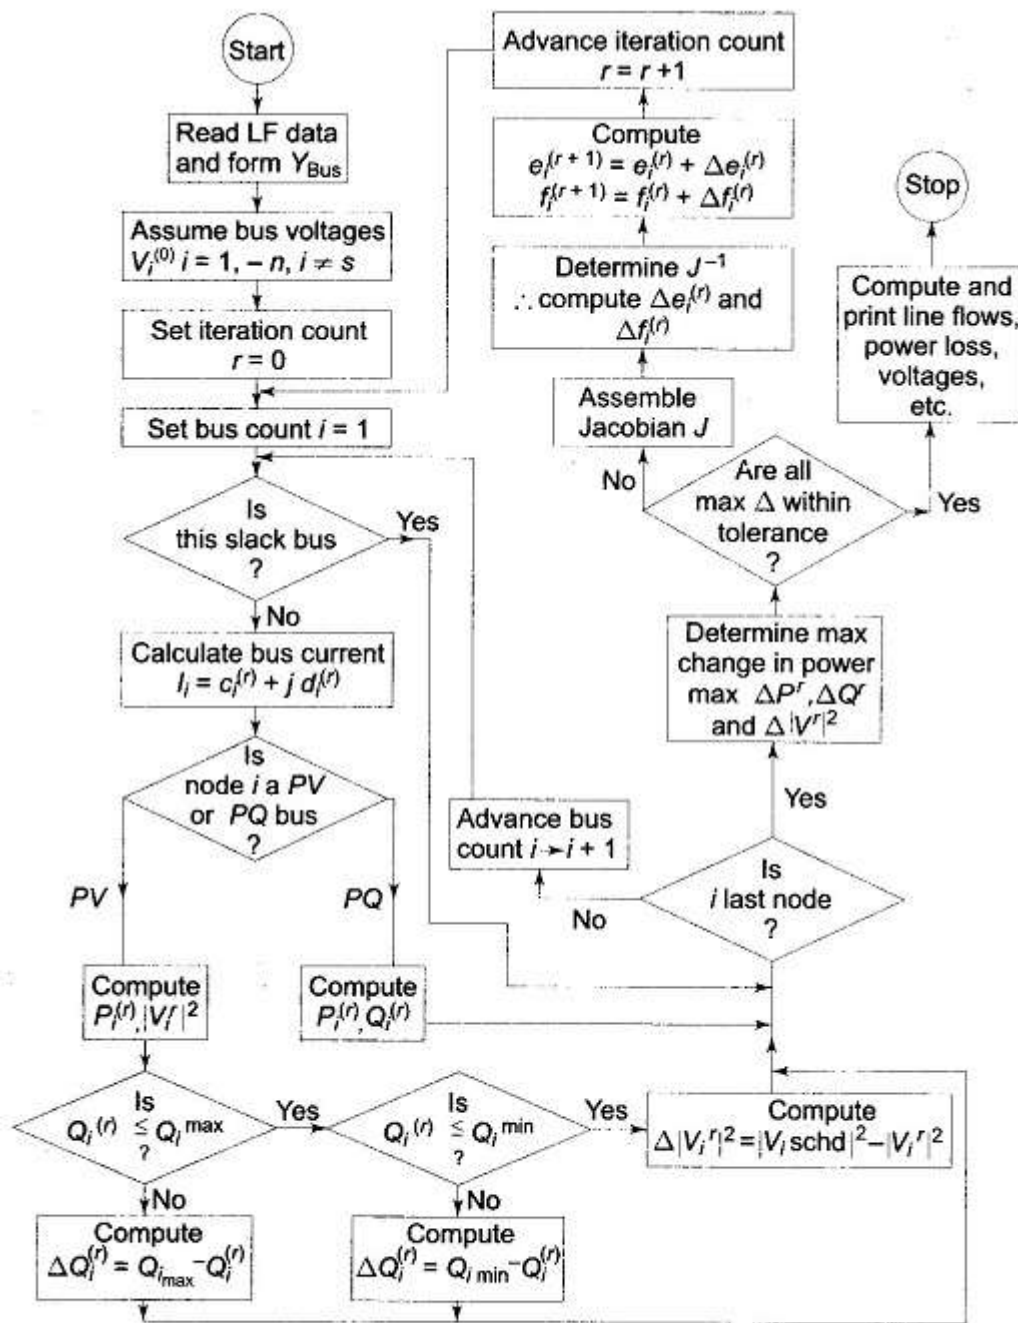 Start
Read LF data
and form Y_Bus
Assume bus voltages
V_i^(0) i = 1, – n, i ≠ s
Set iteration count
r = 0
Set bus count i = 1
Is
this slack bus
?
Yes
No
Calculate bus current
I_i = c_i^(r) + j d_i^(r)
Is
node i a PV
or PQ bus
?
PV
PQ
Compute
P_i^(r), |V_i^r|^2
Compute
P_i^(r), Q_i^(r)
Is
Q_i^(r) ≤ Q_i^max
?
Yes
No
Is
Q_i^(r) ≤ Q_i^min
?
Yes
No
Compute
ΔQ_i^(r) = Q_i_max – Q_i^(r)
Compute
ΔQ_i^(r) = Q_i min – Q_i^(r)
Compute
Δ|V_i^r|^2 = |V_i schd|^2 – |V_i^r|^2
Is
i last node
?
No
Yes
Advance bus
count i → i + 1
Determine max
change in power
max ΔP^r, ΔQ^r
and Δ|V^r|^2
Are all
max Δ within
tolerance
?
No
Yes
Assemble
Jacobian J
Determine J^–1
∴ compute Δe_i^(r) and
Δf_i^(r)
Compute
e_i^(r + 1) = e_i^(r) + Δe_i^(r)
f_i^(r + 1) = f_i^(r) + Δf_i^(r)
Advance iteration count
r = r +1
Compute and
print line flows,
power loss,
voltages,
etc.
Stop